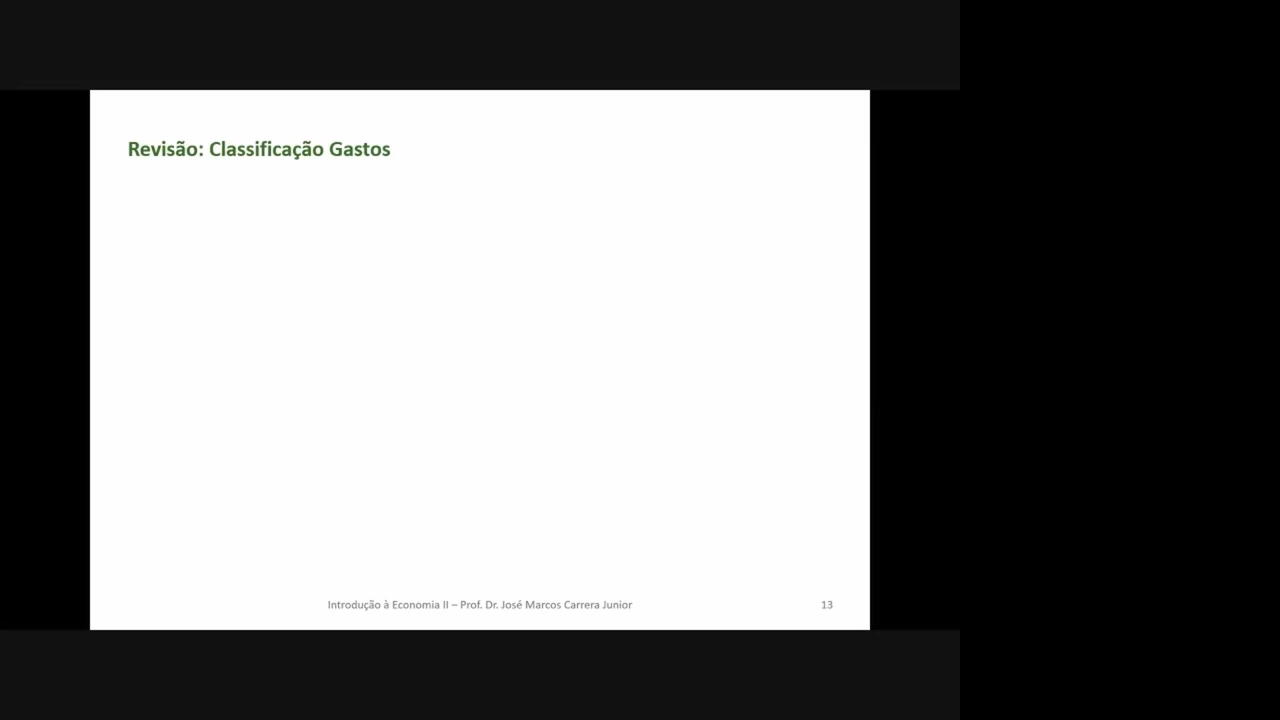 Revisão: Classificação Gastos
Introdução à Economia II – Prof. Dr. José Marcos Carrera Junior
13